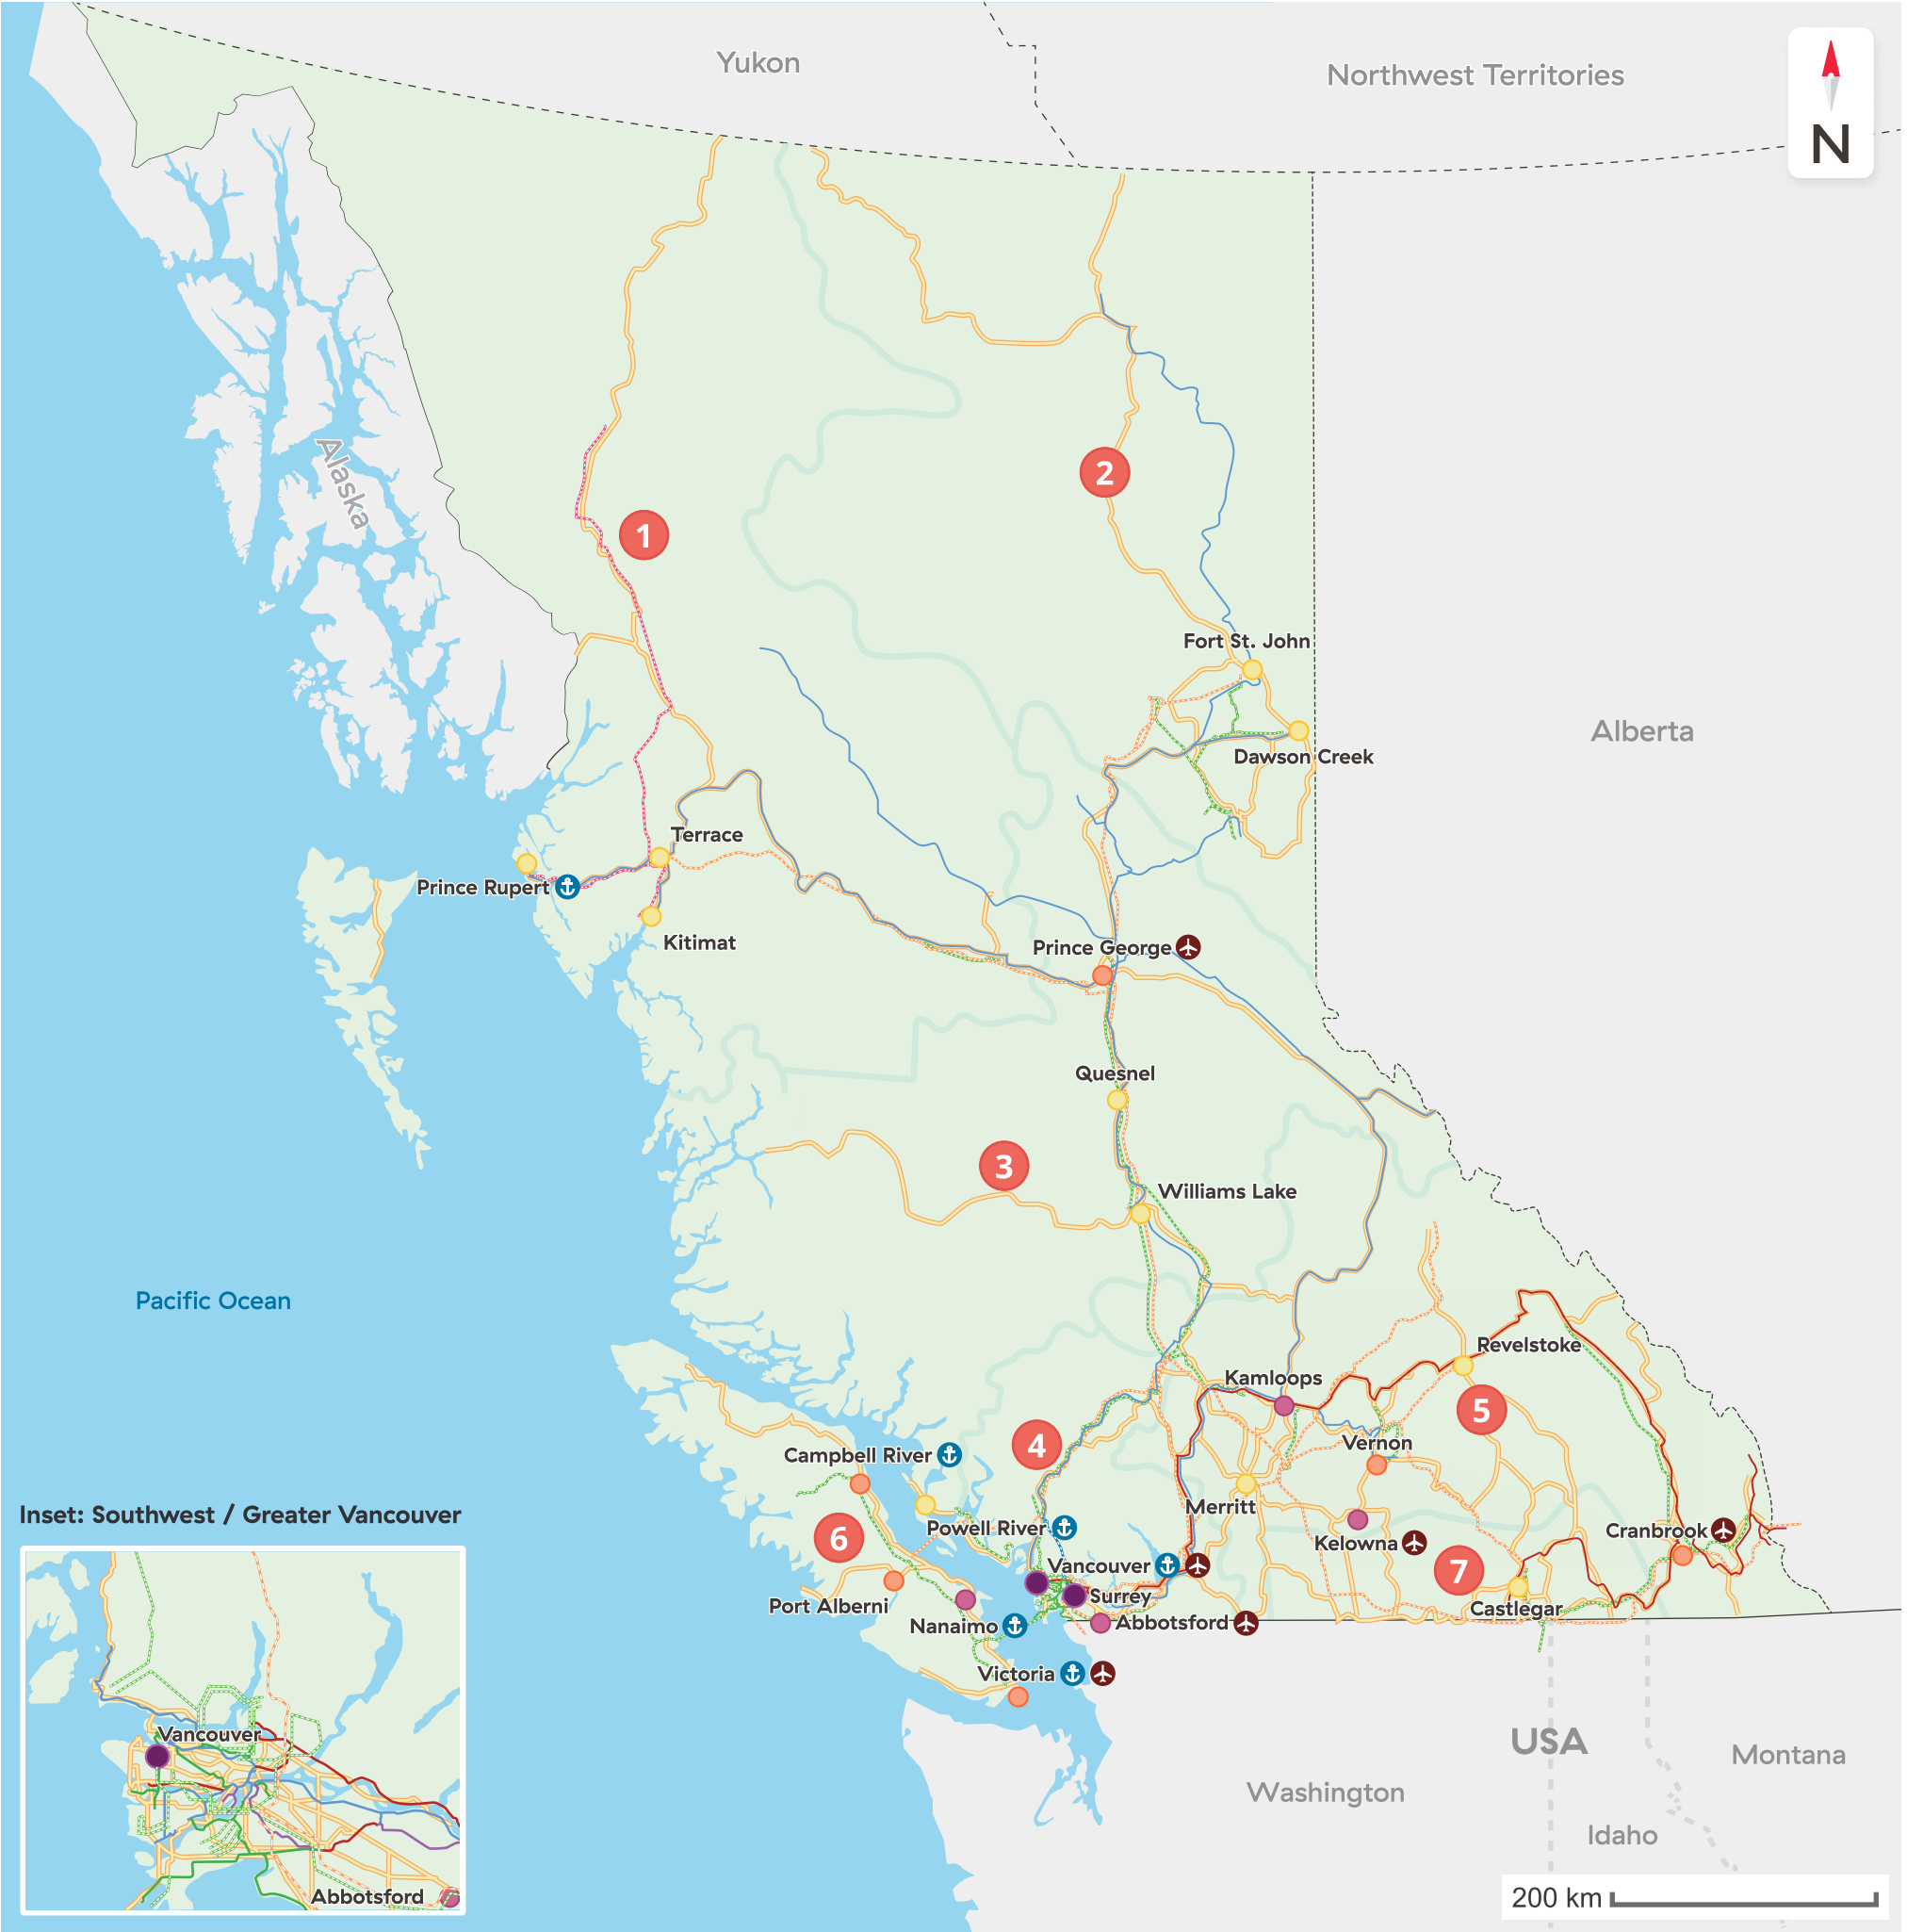 Yukon
Northwest Territories
N
Alaska
1
2
Fort St. John
Alberta
Dawson Creek
Terrace
Prince Rupert
Kitimat
Prince George
Quesnel
3
Williams Lake
Pacific Ocean
Revelstoke
Kamloops
5
4
Vernon
Campbell River
Merritt
Inset: Southwest / Greater Vancouver
Powell River
6
Kelowna
Cranbrook
Vancouver
7
Surrey
Port Alberni
Castlegar
Nanaimo
Abbotsford
Victoria
Vancouver
USA
Montana
Washington
Idaho
Abbotsford
200 km